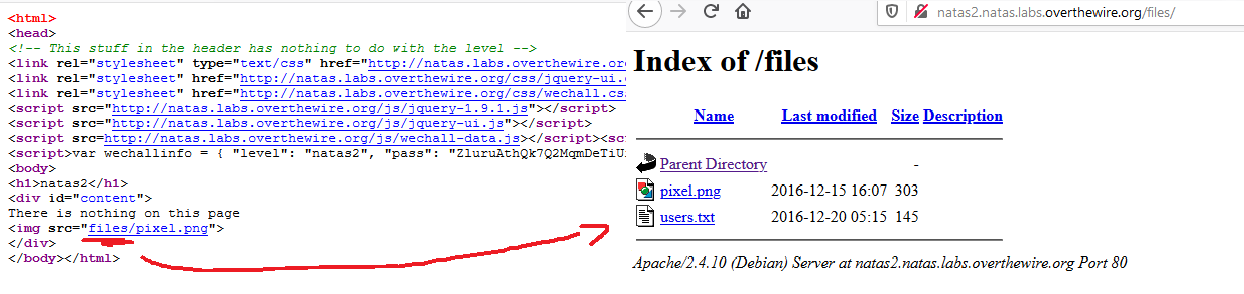 <html>
<head>
<!-- This stuff in the header has nothing to do with the level -->
<link rel="stylesheet" type="text/css" href="http://natas.labs.overthewire.org
<link rel="stylesheet" href="http://natas.labs.overthewire.org/css/jquery-ui.
<link rel="stylesheet" href="http://natas.labs.overthewire.org/css/wechall.cs
<script src="http://natas.labs.overthewire.org/js/jquery-1.9.1.js"></script>
<script src="http://natas.labs.overthewire.org/js/jquery-ui.js"></script>
<script src=http://natas.labs.overthewire.org/js/wechall-data.js></script><sc
<script>var wechallinfo = { "level": "natas2", "pass": "ZluruAthQk7Q2MqmDeTiUi
<body>
<h1>natas2</h1>
<div id="content">
There is nothing on this page
<img src="files/pixel.png">
</div>
</body></html>
natas2.natas.labs.overthewire.org/files/
Index of /files
Name Last modified Size Description
Parent Directory -
pixel.png 2016-12-15 16:07 303
users.txt 2016-12-20 05:15 145
Apache/2.4.10 (Debian) Server at natas2.natas.labs.overthewire.org Port 80